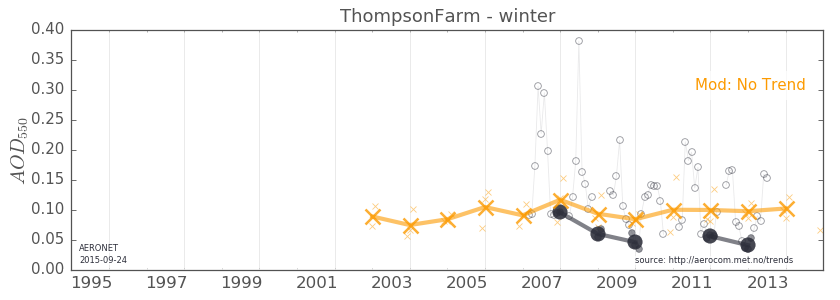 ThompsonFarm - winter
0.40
0.35
0.30
0.25
0.20
0.15
0.10
0.05
0.00
AOD550
Mod: No Trend
AERONET
2015-09-24
source: http://aerocom.met.no/trends
1995 1997 1999 2001 2003 2005 2007 2009 2011 2013